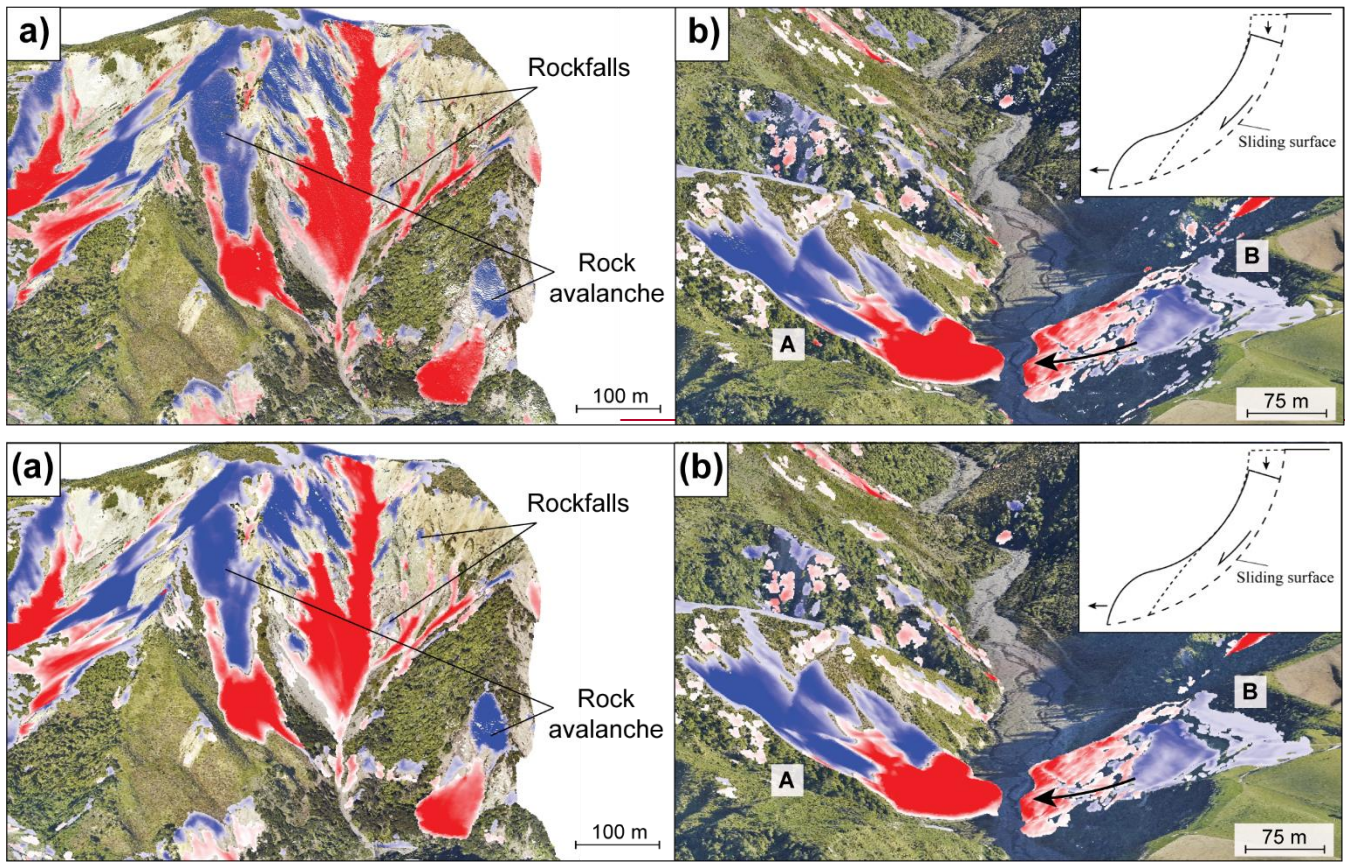 a)
Rockfalls
Rock
avalanche
100 m
b)
Sliding surface
A
B
75 m
(a)
Rockfalls
Rock
avalanche
100 m
(b)
Sliding surface
A
B
75 m